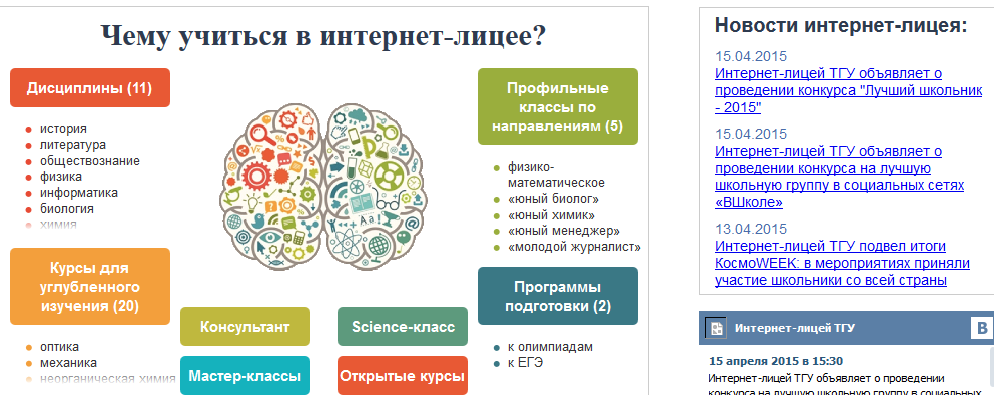 Чему учиться в интернет-лицее?
Дисциплины (11)
история
литература
обществознание
физика
информатика
биология
химия
Курсы для
углубленного
изучения (20)
оптика
механика
неорганическая химия
Консультант
Science-класс
Мастер-классы
Открытые курсы
Aa!
Профильные
классы по
направлениям (5)
физико-
математическое
«юный биолог»
«юный химик»
«юный менеджер»
«молодой журналист»
Программы
подготовки (2)
к олимпиадам
к ЕГЭ
Новости интернет-лицея:
15.04.2015
Интернет-лицей ТГУ объявляет о
проведении конкурса "Лучший школьник
- 2015"
15.04.2015
Интернет-лицей ТГУ объявляет о
проведении конкурса на лучшую
школьную группу в социальных сетях
«ВШколе»
13.04.2015
Интернет-лицей ТГУ подвел итоги
КосмоWEEK: в мероприятиях приняли
участие школьники со всей страны
Интернет-лицей ТГУ
В
15 апреля 2015 в 15:30
Интернет-лицей ТГУ объявляет о проведении
конкурса на лучшую школьную группу в социальных